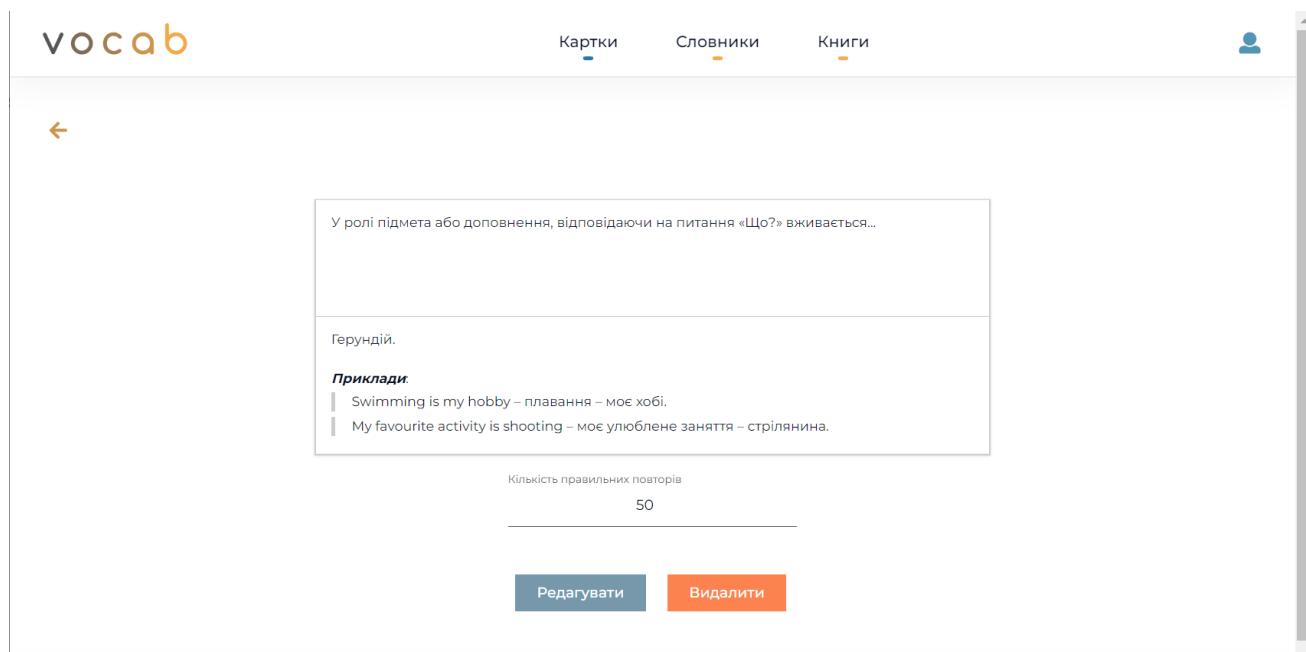 vocab
Картки Словники Книги
У ролі підмета або доповнення, відповідаючи на питання «Що?» вживається...
Герундій.
Приклади:
Swimming is my hobby – плавання – моє хобі.
My favourite activity is shooting – моє улюблене заняття – стрілянина.
Кількість правильних повторів
50
Редагувати Видалити